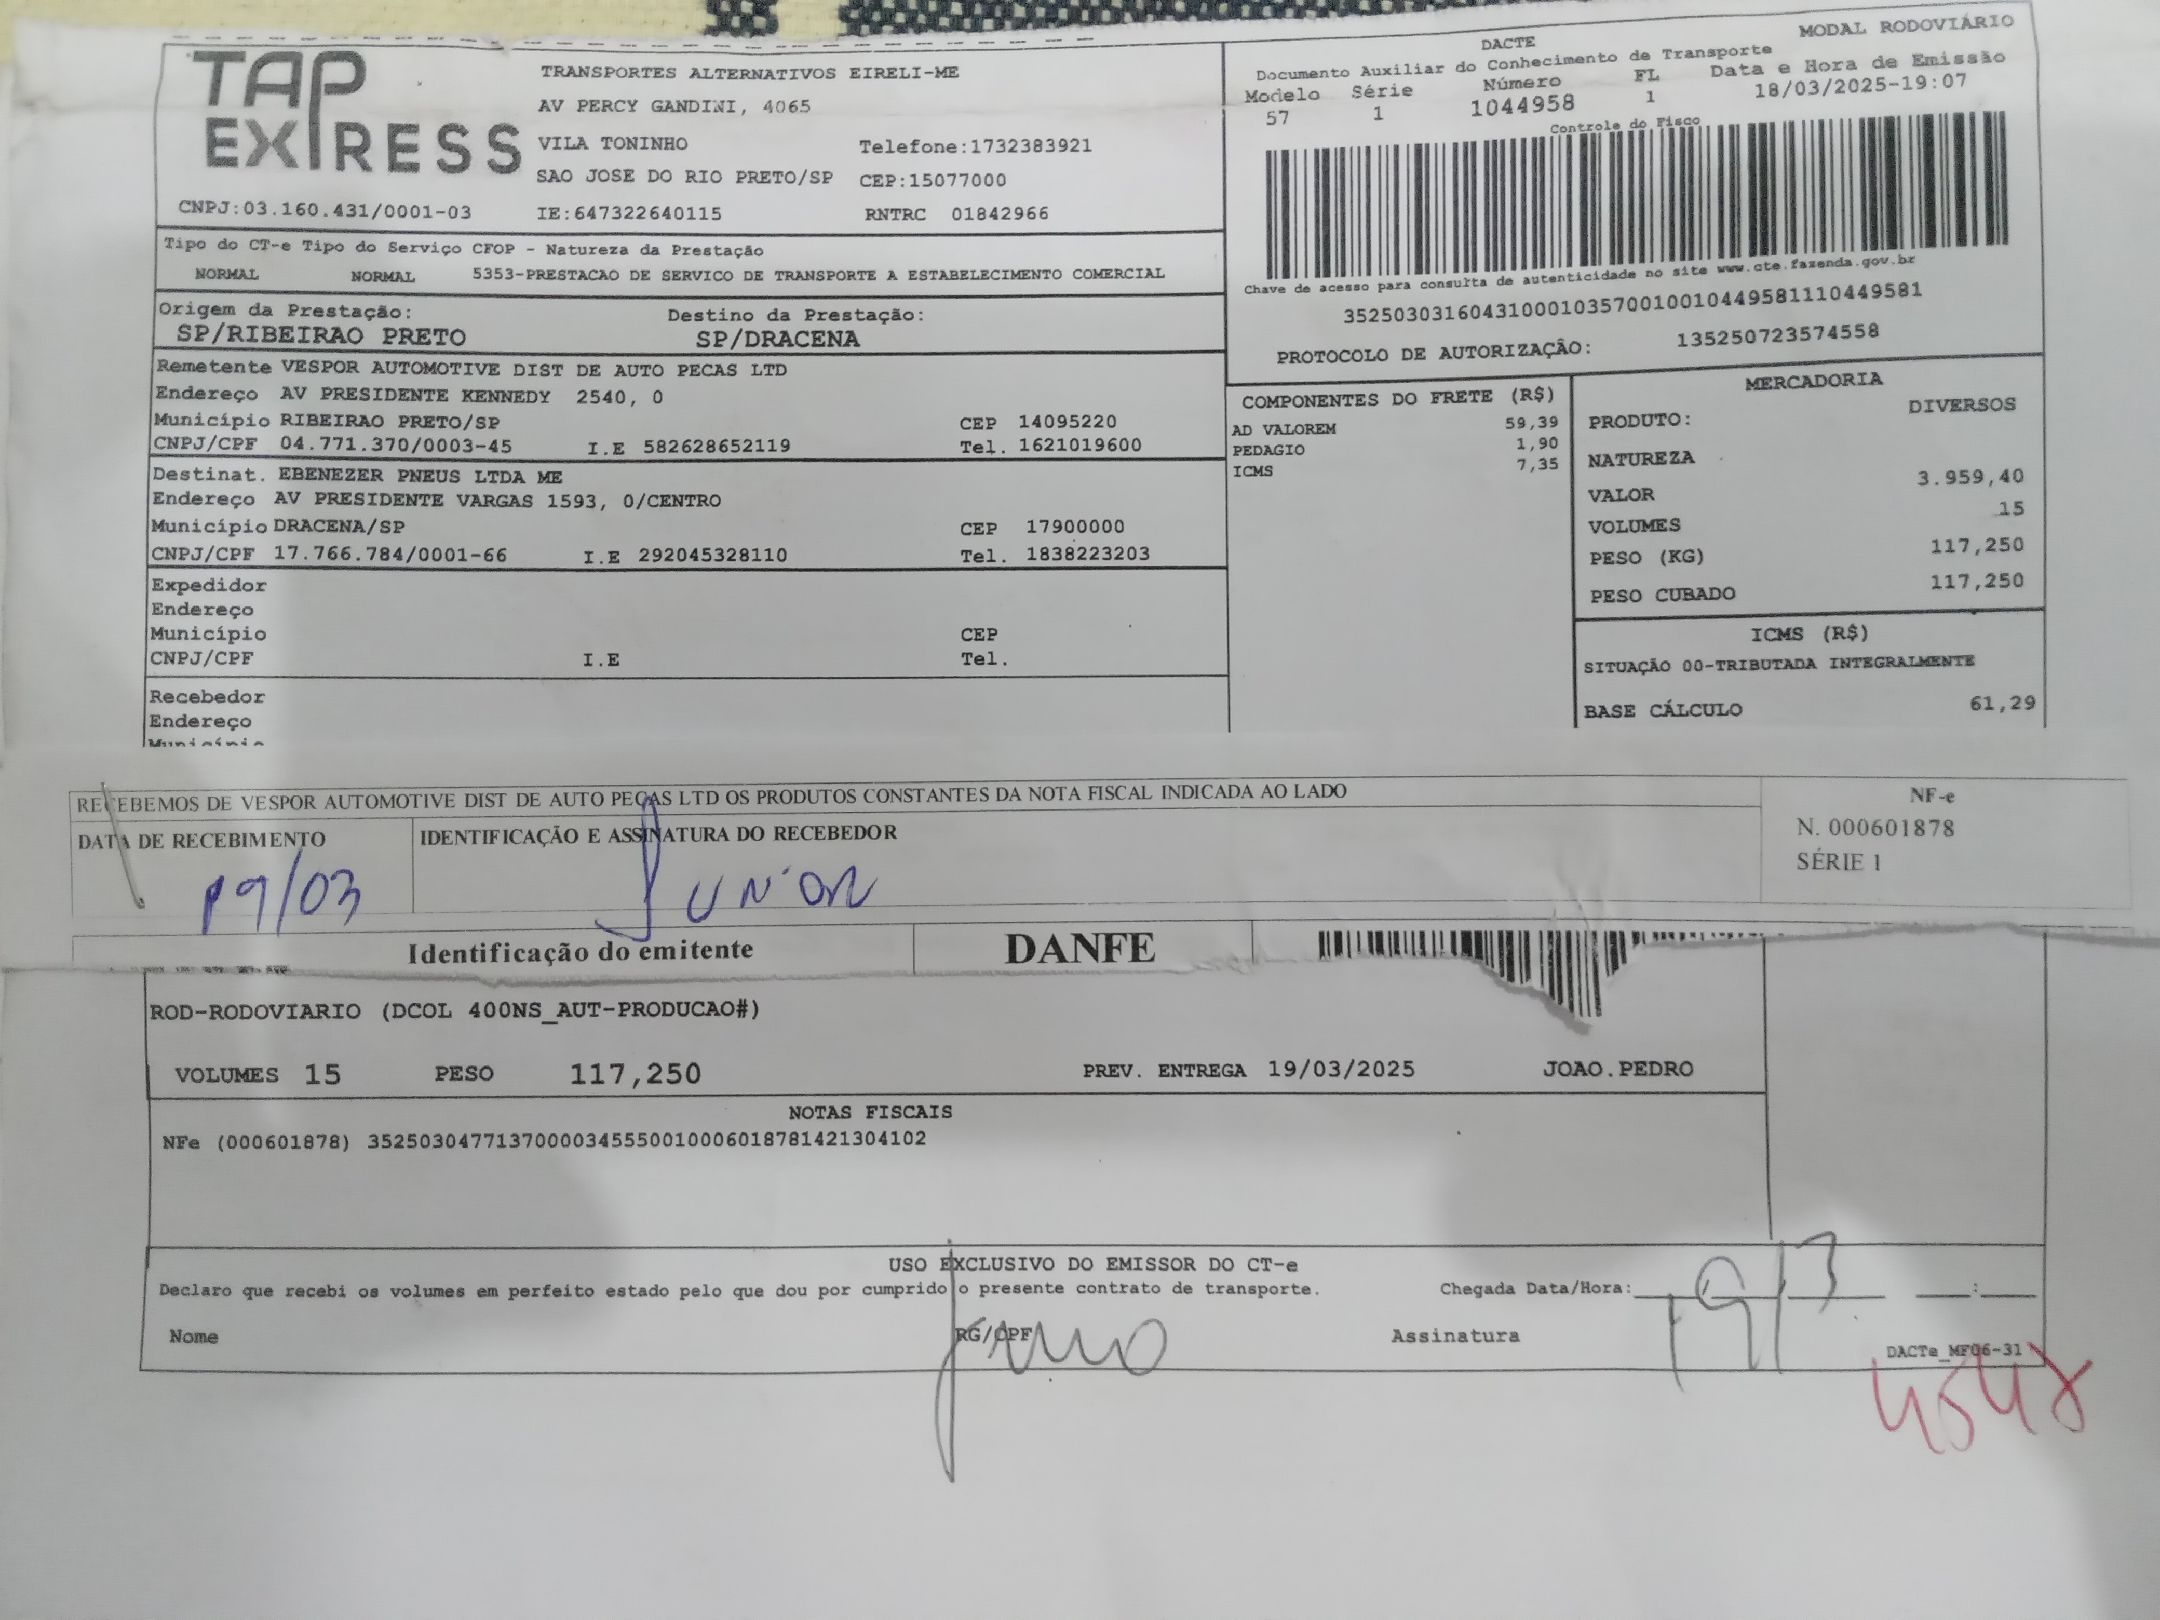 TAP EXPRESS
TRANSPORTES ALTERNATIVOS EIRELI-ME
AV PERCY GANDINI, 4065
VILA TONINHO Telefone:1732383921
SAO JOSE DO RIO PRETO/SP CEP:15077000
CNPJ:03.160.431/0001-03 IE:647322640115 RNTRC 01842966
MODAL RODOVIÁRIO
DACTE
Documento Auxiliar do Conhecimento de Transporte
Modelo Série Número FL Data e Hora de Emissão
57 1 1044958 1 18/03/2025-19:07
Controle do Fisco
Chave de acesso para consulta de autenticidade no site www.cte.fazenda.gov.br
35250303160431000103570010010449581110449581
PROTOCOLO DE AUTORIZAÇÃO: 135250723574558
Tipo do CT-e Tipo do Serviço CFOP - Natureza da Prestação
NORMAL NORMAL 5353-PRESTACAO DE SERVICO DE TRANSPORTE A ESTABELECIMENTO COMERCIAL
Origem da Prestação: Destino da Prestação:
SP/RIBEIRAO PRETO SP/DRACENA
Remetente VESPOR AUTOMOTIVE DIST DE AUTO PECAS LTD
Endereço AV PRESIDENTE KENNEDY 2540, 0
Município RIBEIRAO PRETO/SP CEP 14095220
CNPJ/CPF 04.771.370/0003-45 I.E 582628652119 Tel. 1621019600
Destinat. EBENEZER PNEUS LTDA ME
Endereço AV PRESIDENTE VARGAS 1593, 0/CENTRO
Município DRACENA/SP CEP 17900000
CNPJ/CPF 17.766.784/0001-66 I.E 292045328110 Tel. 1838223203
Expedidor
Endereço
Município CEP
CNPJ/CPF I.E Tel.
Recebedor
Endereço
Município
COMPONENTES DO FRETE (R$)
AD VALOREM 59,39
PEDAGIO 1,90
ICMS 7,35
MERCADORIA
PRODUTO: DIVERSOS
NATUREZA
VALOR 3.959,40
VOLUMES 15
PESO (KG) 117,250
PESO CUBADO 117,250
ICMS (R$)
SITUAÇÃO 00-TRIBUTADA INTEGRALMENTE
BASE CÁLCULO 61,29
RECEBEMOS DE VESPOR AUTOMOTIVE DIST DE AUTO PEÇAS LTD OS PRODUTOS CONSTANTES DA NOTA FISCAL INDICADA AO LADO
DATA DE RECEBIMENTO IDENTIFICAÇÃO E ASSINATURA DO RECEBEDOR
19/03 JUNIOR
NF-e
N. 000601878
SÉRIE 1
Identificação do emitente DANFE
ROD-RODOVIARIO (DCOL 400NS_AUT-PRODUCAO#)
VOLUMES 15 PESO 117,250 PREV. ENTREGA 19/03/2025 JOAO.PEDRO
NOTAS FISCAIS
NFe (000601878) 35250304771370000345550010006018781421304102
USO EXCLUSIVO DO EMISSOR DO CT-e
Declaro que recebi os volumes em perfeito estado pelo que dou por cumprido o presente contrato de transporte. Chegada Data/Hora: 19/3
Nome RG/CPF Assinatura
DACTe_MF06-31